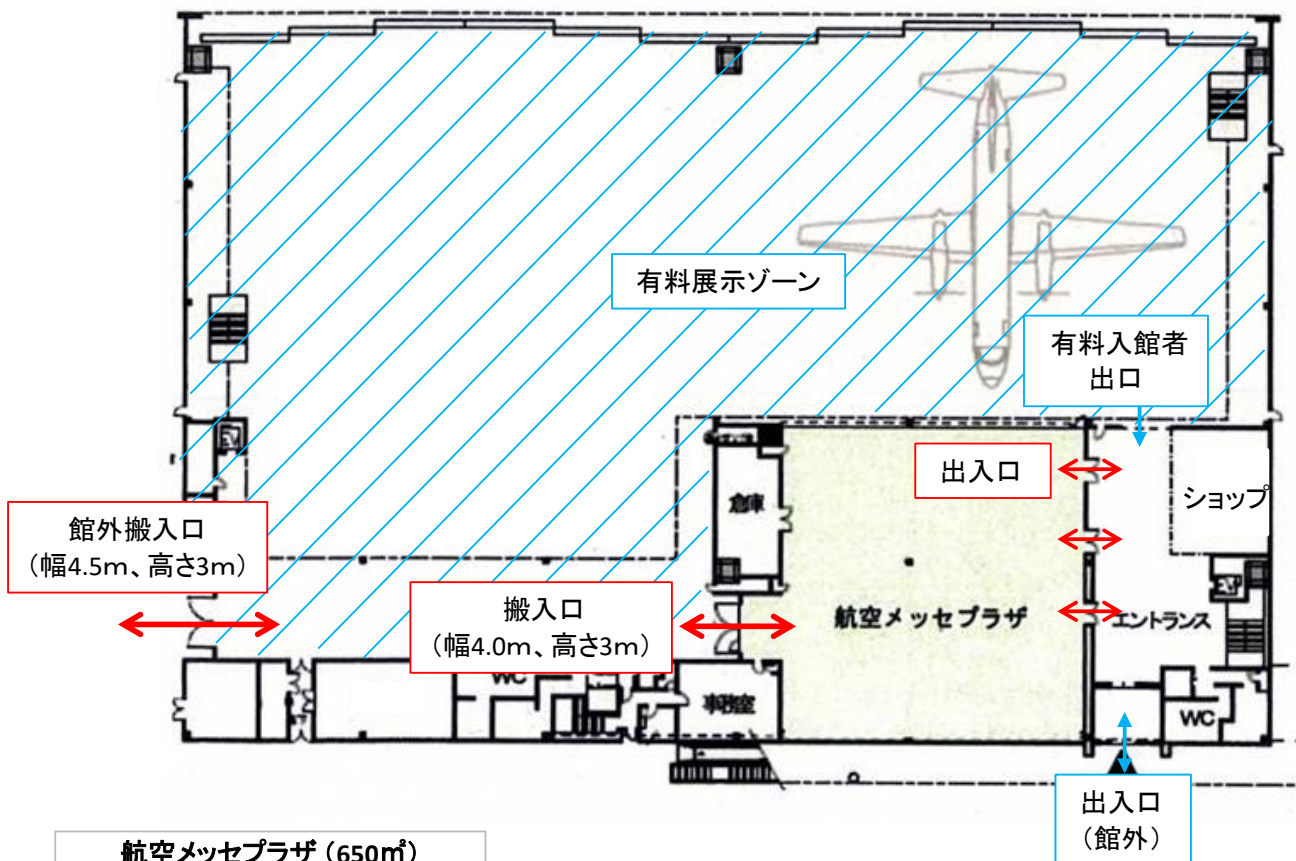 有料展示ゾーン
有料入館者
出口
出入口
ショップ
倉庫
館外搬入口
（幅4.5m、高さ3m）
搬入口
（幅4.0m、高さ3m）
航空メッセプラザ
エントランス
WC
事務室
WC
出入口
（館外）
航空メッセプラザ（650㎡）